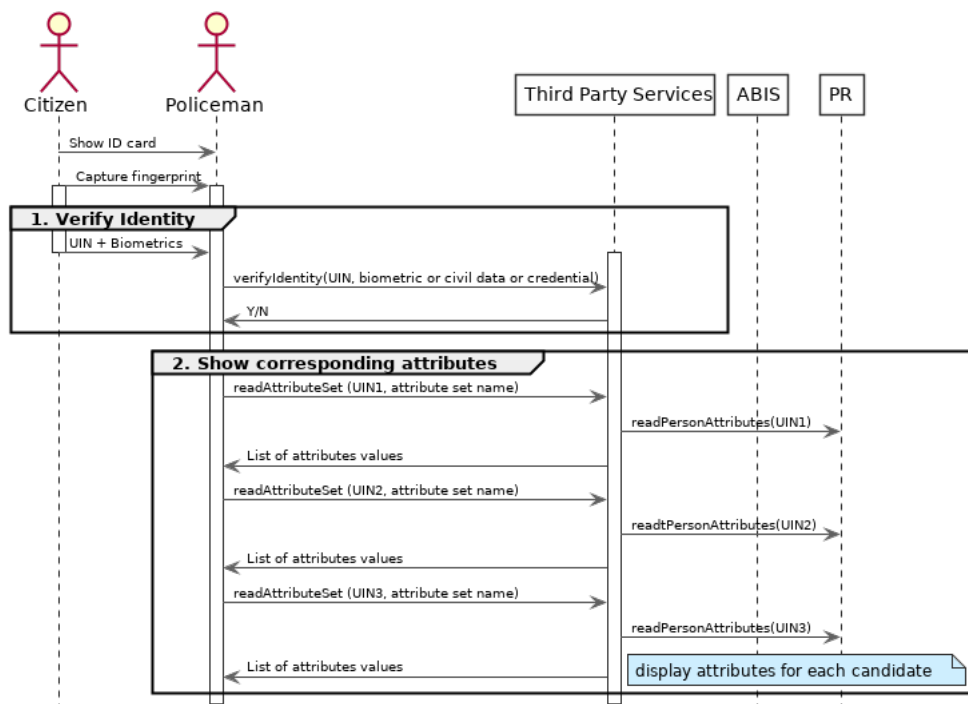 Citizen
Policeman
Third Party Services
ABIS
PR
Show ID card
Capture fingerprint
1. Verify Identity
UIN + Biometrics
verifyIdentity(UIN, biometric or civil data or credential)
Y/N
2. Show corresponding attributes
readAttributeSet (UIN1, attribute set name)
readPersonAttributes(UIN1)
List of attributes values
readAttributeSet (UIN2, attribute set name)
readtPersonAttributes(UIN2)
List of attributes values
readAttributeSet (UIN3, attribute set name)
readPersonAttributes(UIN3)
List of attributes values
display attributes for each candidate